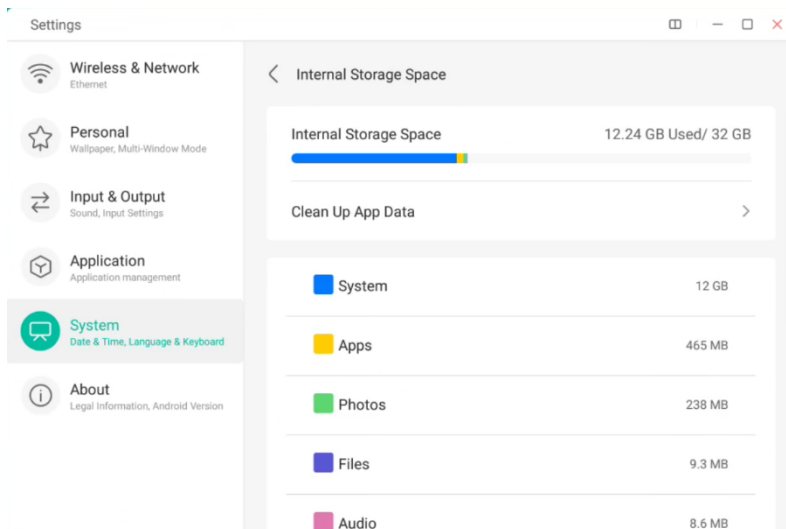 Settings
Wireless & Network
Ethernet
Personal
Wallpaper, Multi-Window Mode
Input & Output
Sound, Input Settings
Application
Application management
System
Date & Time, Language & Keyboard
About
Legal Information, Android Version
Internal Storage Space
Internal Storage Space 12.24 GB Used/ 32 GB
Clean Up App Data
System 12 GB
Apps 465 MB
Photos 238 MB
Files 9.3 MB
Audio 8.6 MB